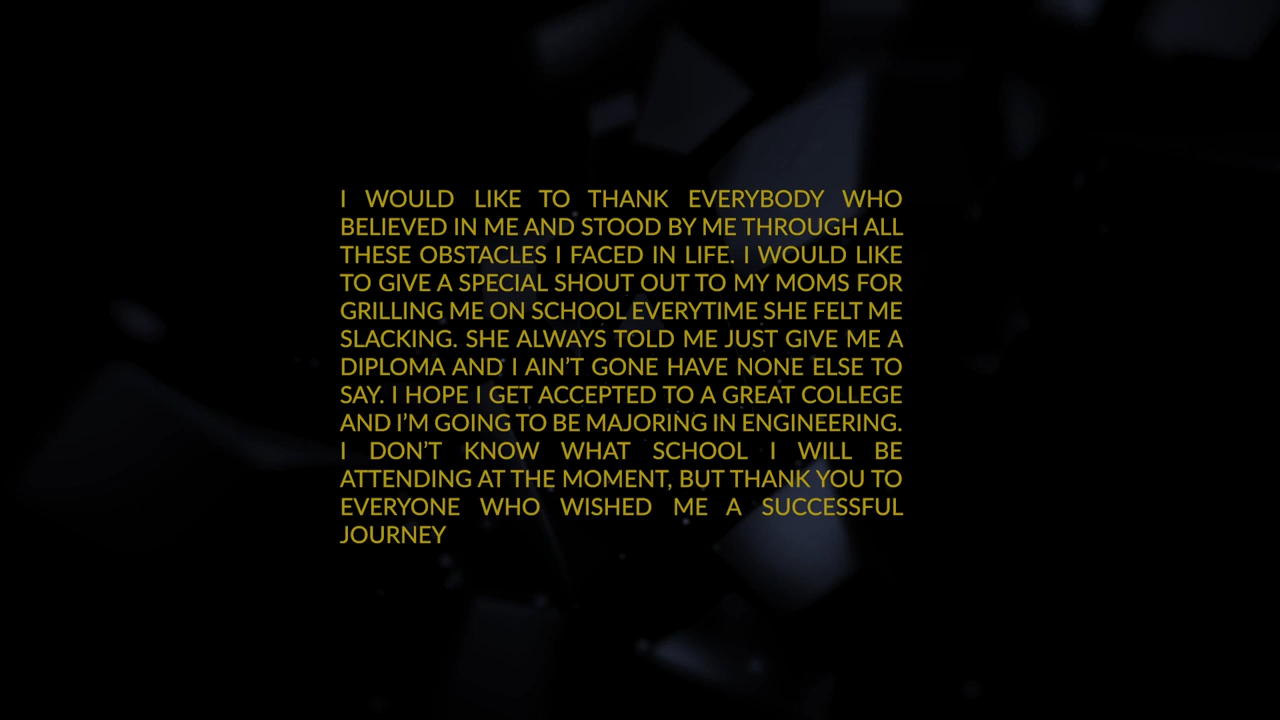 I WOULD LIKE TO THANK EVERYBODY WHO
BELIEVED IN ME AND STOOD BY ME THROUGH ALL
THESE OBSTACLES I FACED IN LIFE. I WOULD LIKE
TO GIVE A SPECIAL SHOUT OUT TO MY MOMS FOR
GRILLING ME ON SCHOOL EVERYTIME SHE FELT ME
SLACKING. SHE ALWAYS TOLD ME JUST GIVE ME A
DIPLOMA AND I AIN’T GONE HAVE NONE ELSE TO
SAY. I HOPE I GET ACCEPTED TO A GREAT COLLEGE
AND I’M GOING TO BE MAJORING IN ENGINEERING.
I DON’T KNOW WHAT SCHOOL I WILL BE
ATTENDING AT THE MOMENT, BUT THANK YOU TO
EVERYONE WHO WISHED ME A SUCCESSFUL
JOURNEY